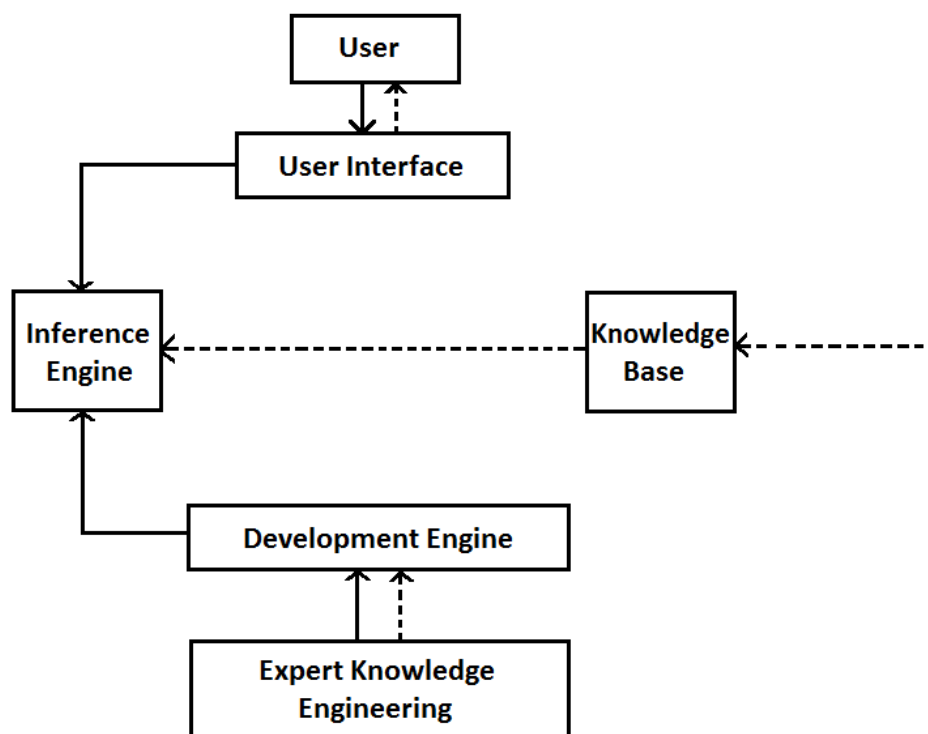 User
User Interface
Inference
Engine
Knowledge
Base
Development Engine
Expert Knowledge
Engineering